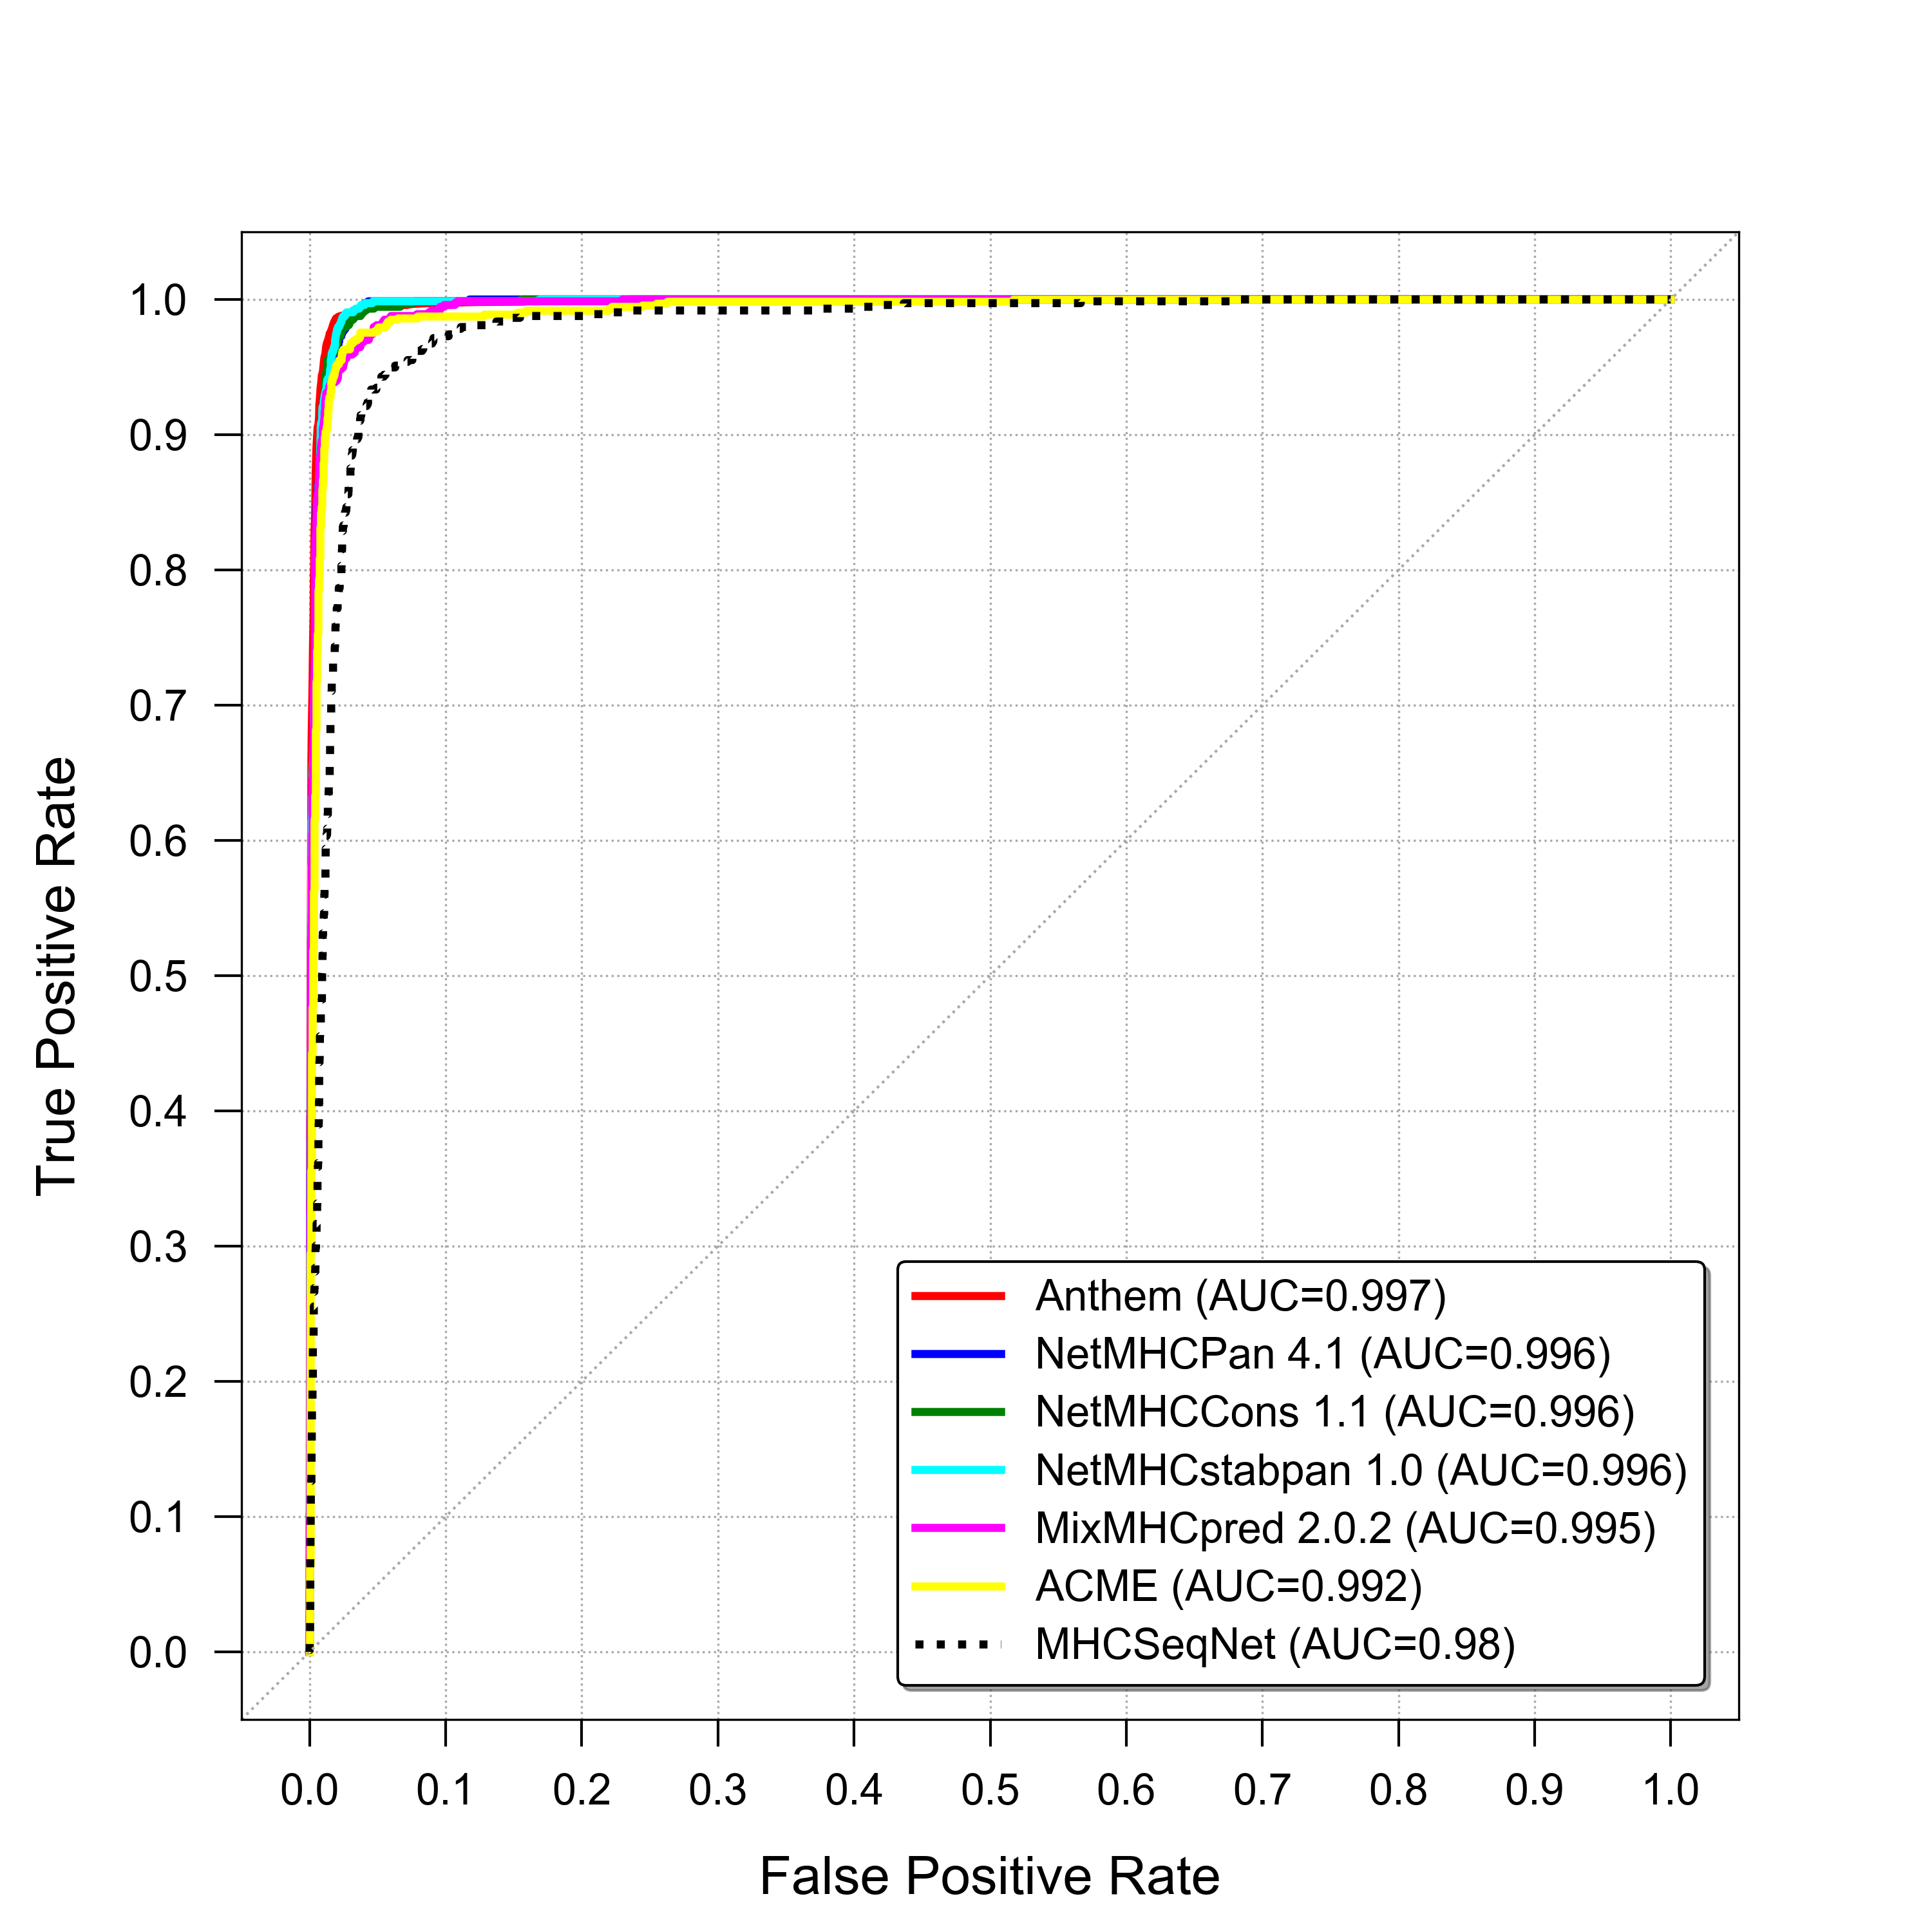 1.0
0.9
0.8
0.7
0.6
0.5
0.4
0.3
0.2
0.1
0.0
True Positive Rate
Anthem (AUC=0.997)
NetMHCPan 4.1 (AUC=0.996)
NetMHCCons 1.1 (AUC=0.996)
NetMHCstabpan 1.0 (AUC=0.996)
MixMHCpred 2.0.2 (AUC=0.995)
ACME (AUC=0.992)
MHCSeqNet (AUC=0.98)
0.0 0.1 0.2 0.3 0.4 0.5 0.6 0.7 0.8 0.9 1.0
False Positive Rate